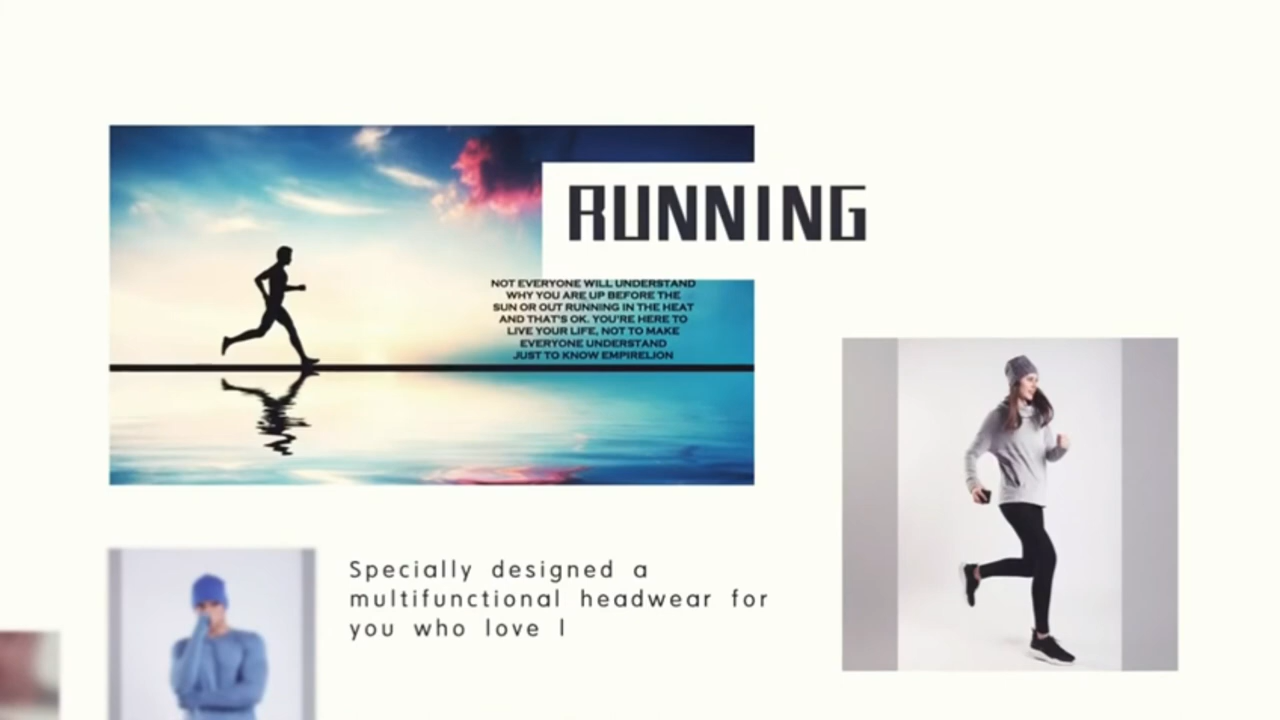 RUNNING
NOT EVERYONE WILL UNDERSTAND
WHY YOU ARE UP BEFORE THE
SUN OR OUT RUNNING IN THE HEAT
AND THAT'S OK. YOU'RE HERE TO
LIVE YOUR LIFE, NOT TO MAKE
EVERYONE UNDERSTAND
JUST TO KNOW EMPIRELION
Specially designed a
multifunctional headwear for
you who love l